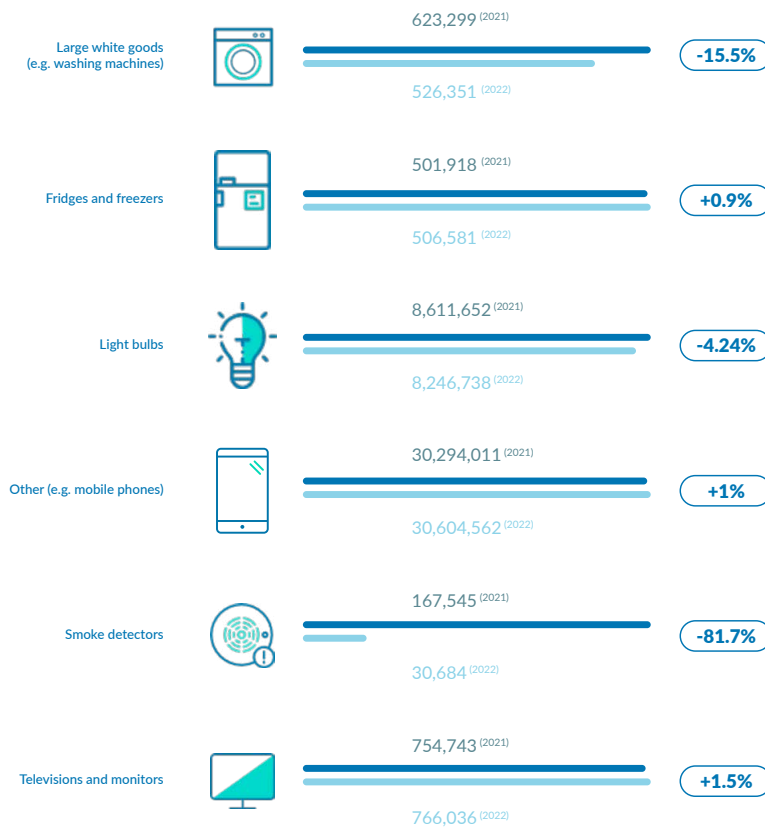 623,299 (2021)
Large white goods
(e.g. washing machines)
-15.5%
526,351 (2022)
501,918 (2021)
Fridges and freezers
+0.9%
506,581 (2022)
8,611,652 (2021)
Light bulbs
-4.24%
8,246,738 (2022)
30,294,011 (2021)
Other (e.g. mobile phones)
+1%
30,604,562 (2022)
167,545 (2021)
Smoke detectors
-81.7%
30,684 (2022)
754,743 (2021)
Televisions and monitors
+1.5%
766,036 (2022)